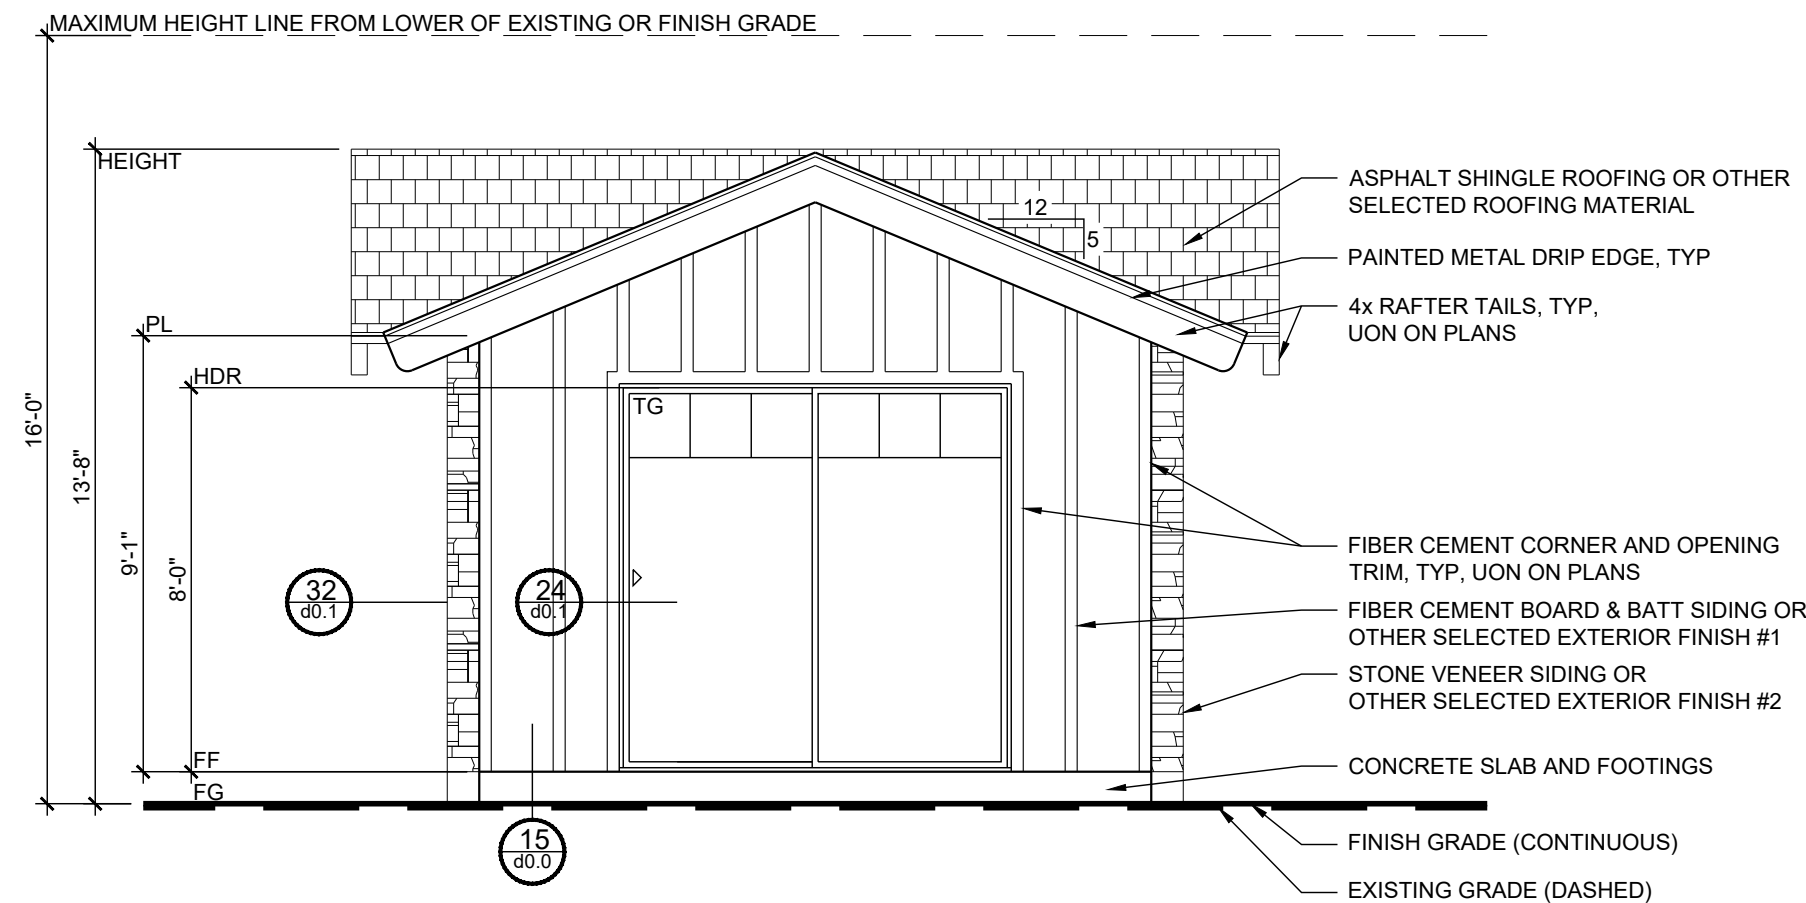 MAXIMUM HEIGHT LINE FROM LOWER OF EXISTING OR FINISH GRADE
HEIGHT
ASPHALT SHINGLE ROOFING OR OTHER
SELECTED ROOFING MATERIAL
12
5
PAINTED METAL DRIP EDGE, TYP
4x RAFTER TAILS, TYP,
UON ON PLANS
PL
HDR
TG
16'-0"
13'-8"
9'-1"
8'-0"
32
d0.1
24
d0.1
FIBER CEMENT CORNER AND OPENING
TRIM, TYP, UON ON PLANS
FIBER CEMENT BOARD & BATT SIDING OR
OTHER SELECTED EXTERIOR FINISH #1
STONE VENEER SIDING OR
OTHER SELECTED EXTERIOR FINISH #2
FF
FG
CONCRETE SLAB AND FOOTINGS
15
d0.0
FINISH GRADE (CONTINUOUS)
EXISTING GRADE (DASHED)